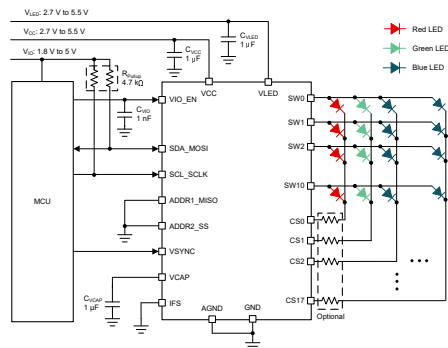 VLED: 2.7 V to 5.5 V
VCC: 2.7 V to 5.5 V
VIO: 1.8 V to 5 V
RPullup
4.7 kΩ
CVCC
1 µF
CVLED
1 µF
Red LED
Green LED
Blue LED
VCC
VLED
VIO_EN
CVIO
1 nF
SDA_MOSI
SCL_SCLK
MCU
ADDR1_MISO
ADDR2_SS
VSYNC
VCAP
CVCAP
1 µF
IFS
AGND
GND
SW0
SW1
SW2
SW10
CS0
CS1
CS2
CS17
Optional